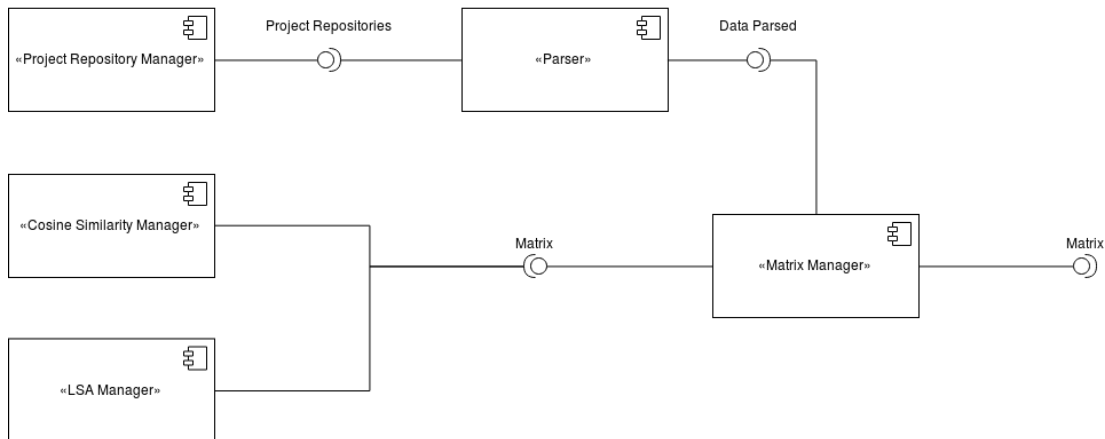 Project Repositories
Data Parsed
«Project Repository Manager»
«Parser»
«Cosine Similarity Manager»
Matrix
Matrix
«Matrix Manager»
«LSA Manager»